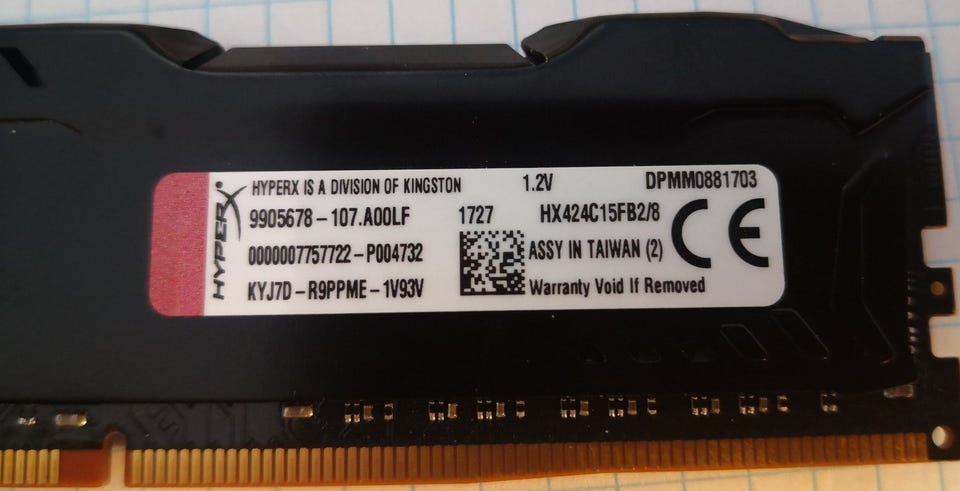 HYPERX
HYPERX IS A DIVISION OF KINGSTON 1.2V DPMM0881703
9905678-107.A00LF 1727 HX424C15FB2/8
0000007757722-P004732 ASSY IN TAIWAN (2)
KYJ7D-R9PPME-1V93V Warranty Void If Removed
CE